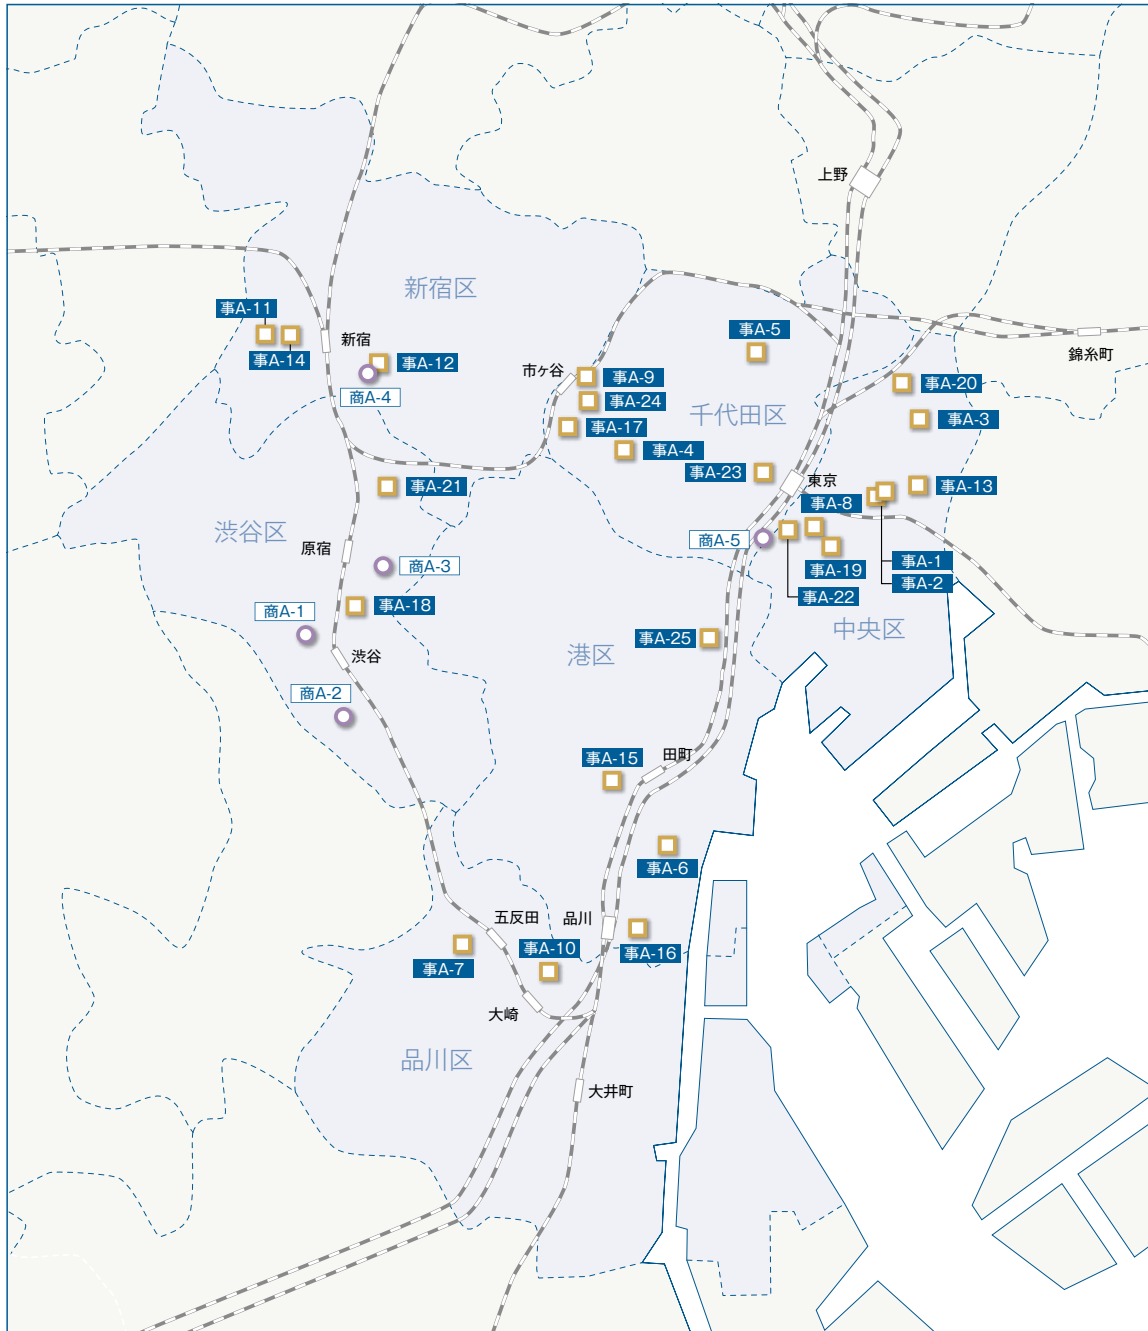 上野
新宿区
事A-11
事A-14
新宿
事A-12
商A-4
市ヶ谷
事A-9
事A-24
事A-17
事A-4
事A-5
千代田区
事A-23
錦糸町
事A-20
事A-3
東京
事A-8
事A-13
事A-21
渋谷区
原宿
商A-3
商A-5
事A-19
事A-1
事A-2
事A-22
中央区
商A-1
事A-18
渋谷
港区
事A-25
商A-2
田町
事A-15
事A-6
五反田
品川
事A-10
事A-16
事A-7
大崎
品川区
大井町